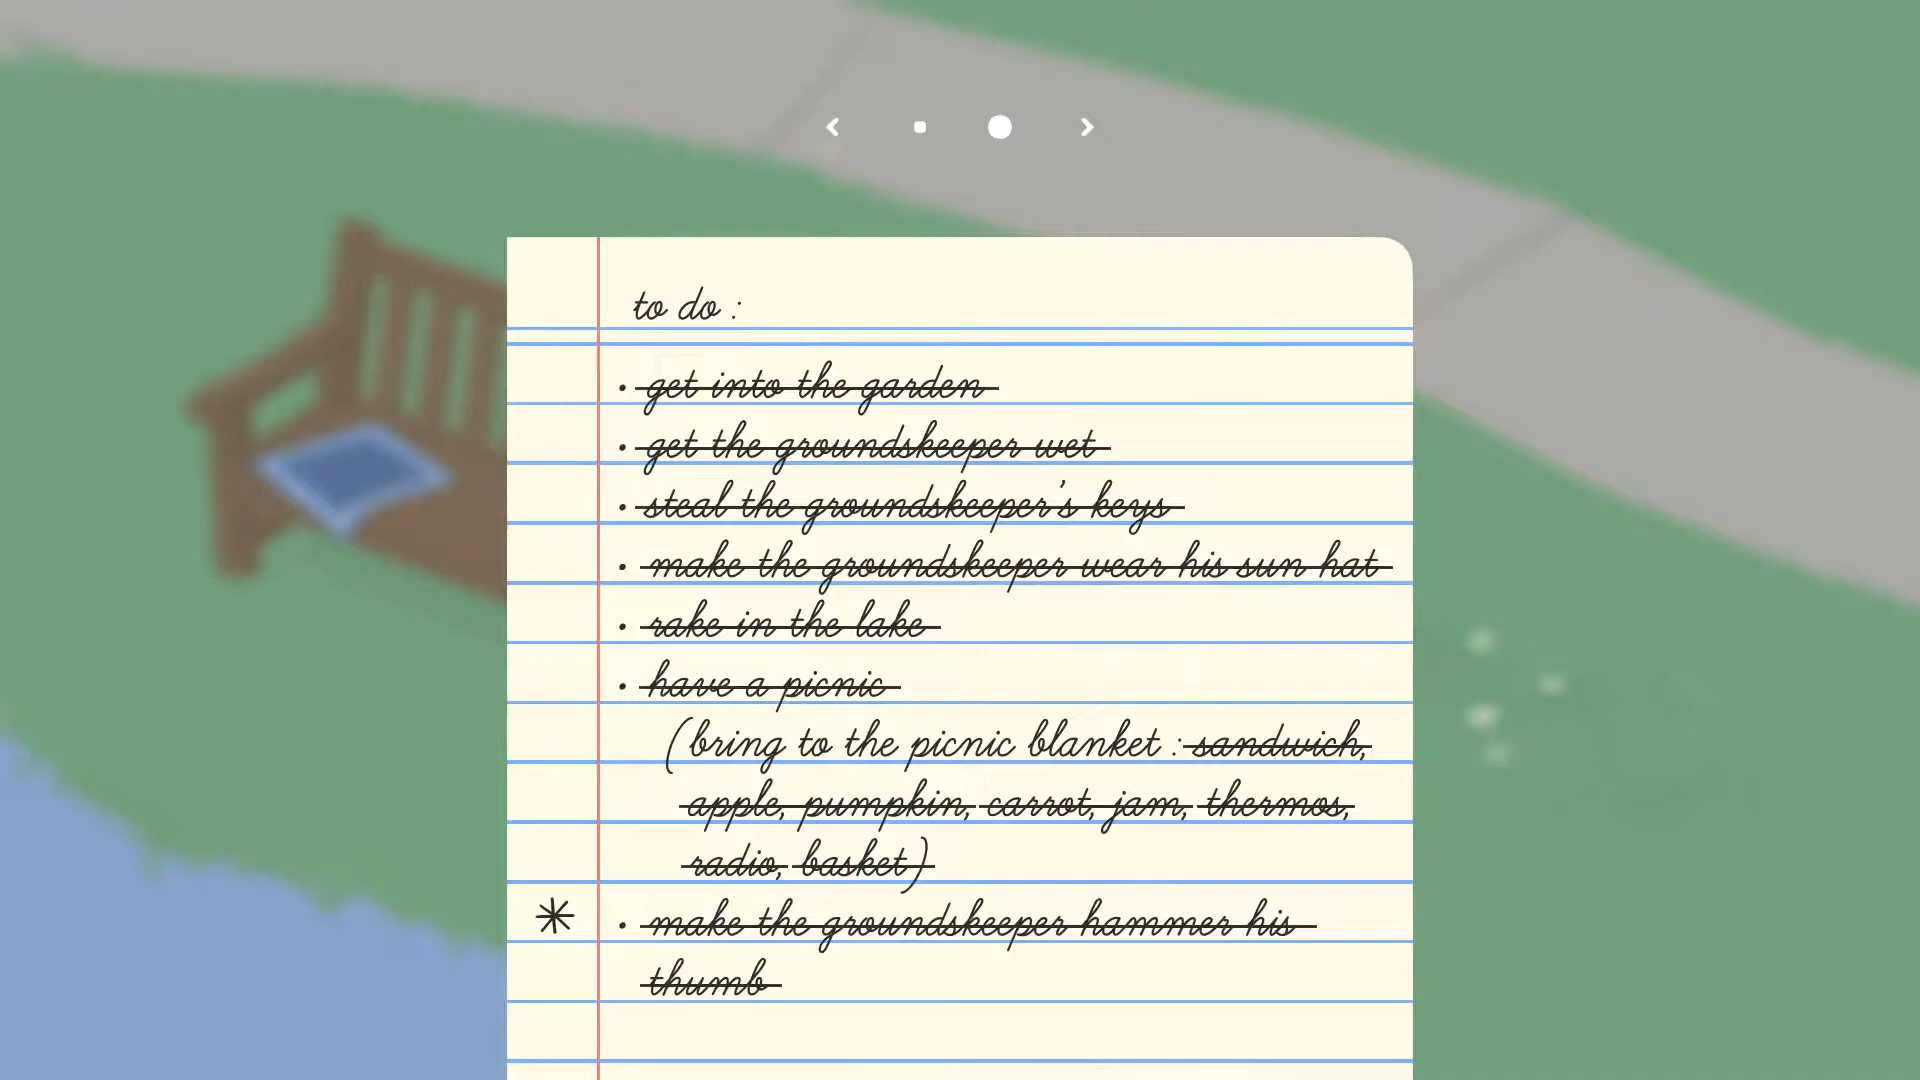 to do :
• get into the garden
• get the groundskeeper wet
• steal the groundskeeper's keys
• make the groundskeeper wear his sun hat
• rake in the lake
• have a picnic
(bring to the picnic blanket : sandwich,
apple, pumpkin, carrot, jam, thermos,
radio, basket)
• make the groundskeeper hammer his
thumb